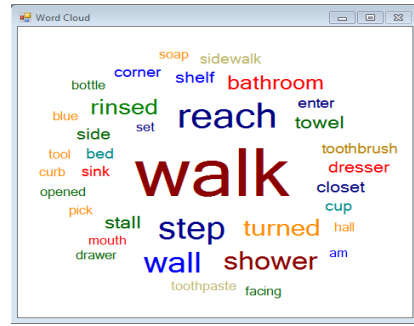 Word Cloud
soap
sidewalk
corner
shelf
bathroom
bottle
enter
rinsed
reach
blue
towel
set
side
toothbrush
tool
bed
walk
dresser
curb
sink
closet
opened
cup
pick
stall
step
turned
hall
mouth
drawer
wall
shower
am
toothpaste
facing